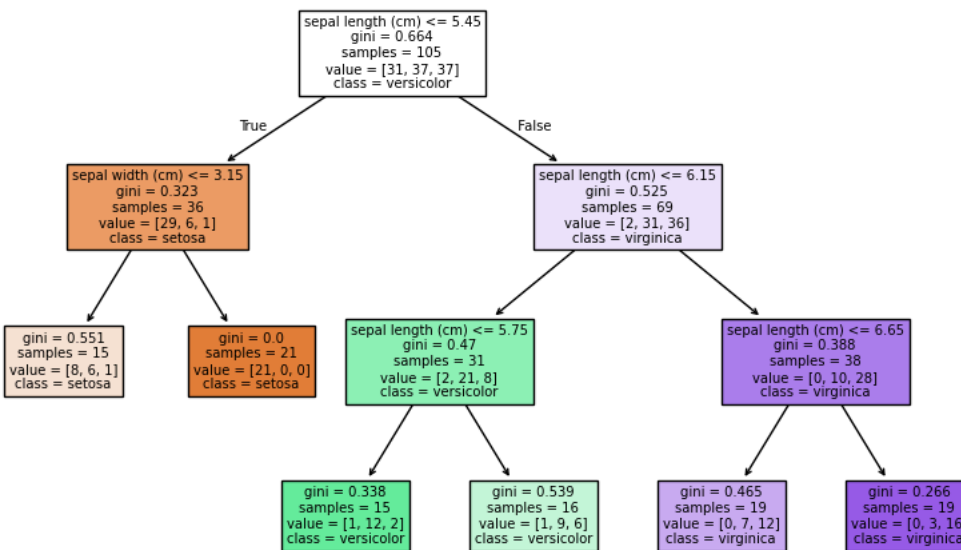 sepal length (cm) <= 5.45
gini = 0.664
samples = 105
value = [31, 37, 37]
class = versicolor
True
False
sepal width (cm) <= 3.15
gini = 0.323
samples = 36
value = [29, 6, 1]
class = setosa
sepal length (cm) <= 6.15
gini = 0.525
samples = 69
value = [2, 31, 36]
class = virginica
gini = 0.551
samples = 15
value = [8, 6, 1]
class = setosa
gini = 0.0
samples = 21
value = [21, 0, 0]
class = setosa
sepal length (cm) <= 5.75
gini = 0.47
samples = 31
value = [2, 21, 8]
class = versicolor
sepal length (cm) <= 6.65
gini = 0.388
samples = 38
value = [0, 10, 28]
class = virginica
gini = 0.338
samples = 15
value = [1, 12, 2]
class = versicolor
gini = 0.539
samples = 16
value = [1, 9, 6]
class = versicolor
gini = 0.465
samples = 19
value = [0, 7, 12]
class = virginica
gini = 0.266
samples = 19
value = [0, 3, 16
class = virginica